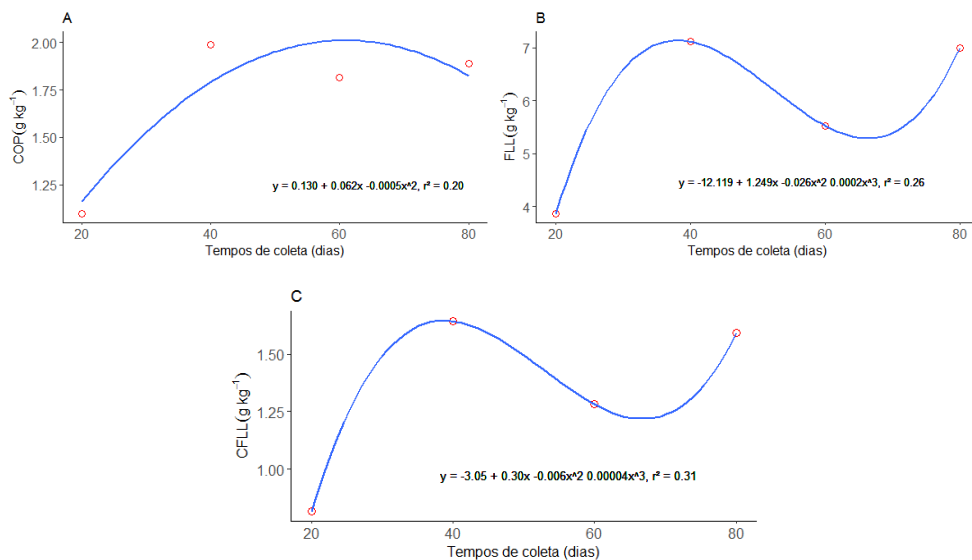 A
COP(g kg⁻¹)
2.00
1.75
1.50
1.25
y = 0.130 + 0.062x -0.0005x^2, r² = 0.20
20 40 60 80
Tempos de coleta (dias)
B
FLL(g kg⁻¹)
7
6
5
4
y = -12.119 + 1.249x -0.026x^2 0.0002x^3, r² = 0.26
20 40 60 80
Tempos de coleta (dias)
C
CFLL(g kg⁻¹)
1.50
1.25
1.00
y = -3.05 + 0.30x -0.006x^2 0.00004x^3, r² = 0.31
20 40 60 80
Tempos de coleta (dias)